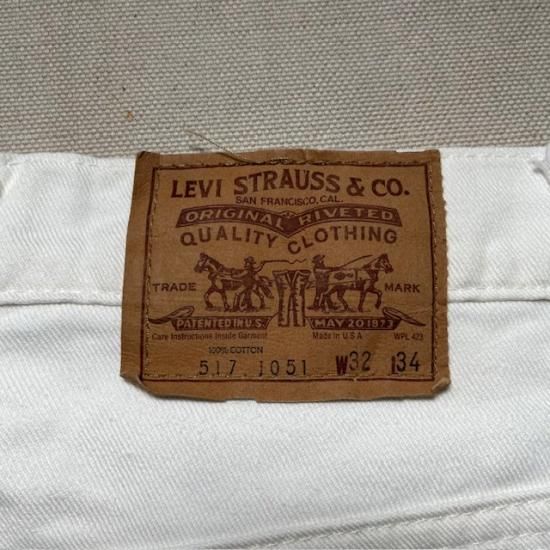 LEVI STRAUSS & CO.
SAN FRANCISCO, CAL.
ORIGINAL RIVETED
QUALITY CLOTHING
TRADE MARK
PATENTED IN U.S. MAY 20 1873
Care Instructions Inside Garment Made in U.S.A WPL 423
100% COTTON
517 1051 W32 L34